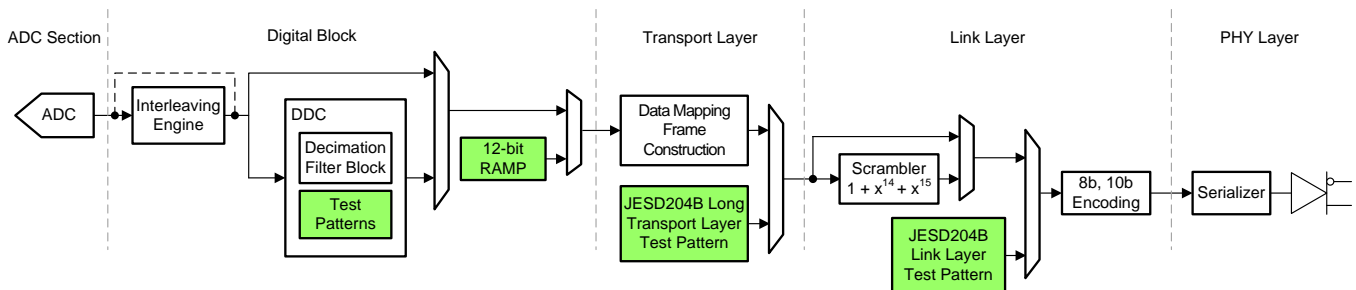 ADC Section
Digital Block
Transport Layer
Link Layer
PHY Layer
ADC
Interleaving
Engine
DDC
Decimation
Filter Block
Test
Patterns
12-bit
RAMP
Data Mapping
Frame
Construction
JESD204B Long
Transport Layer
Test Pattern
Scrambler
1 + x¹⁴ + x¹⁵
JESD204B
Link Layer
Test Pattern
8b, 10b
Encoding
Serializer